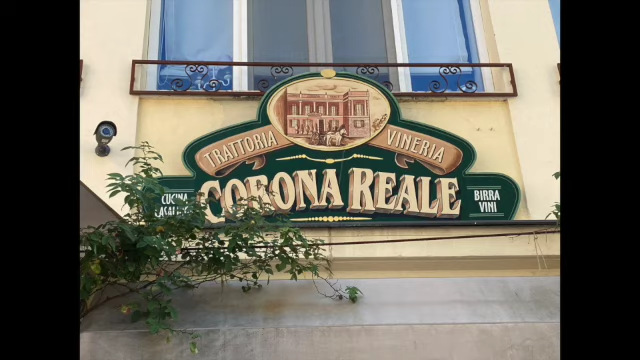 TRATTORIA VINERIA
CORONA REALE
CUCINA
BIRRA
VINI